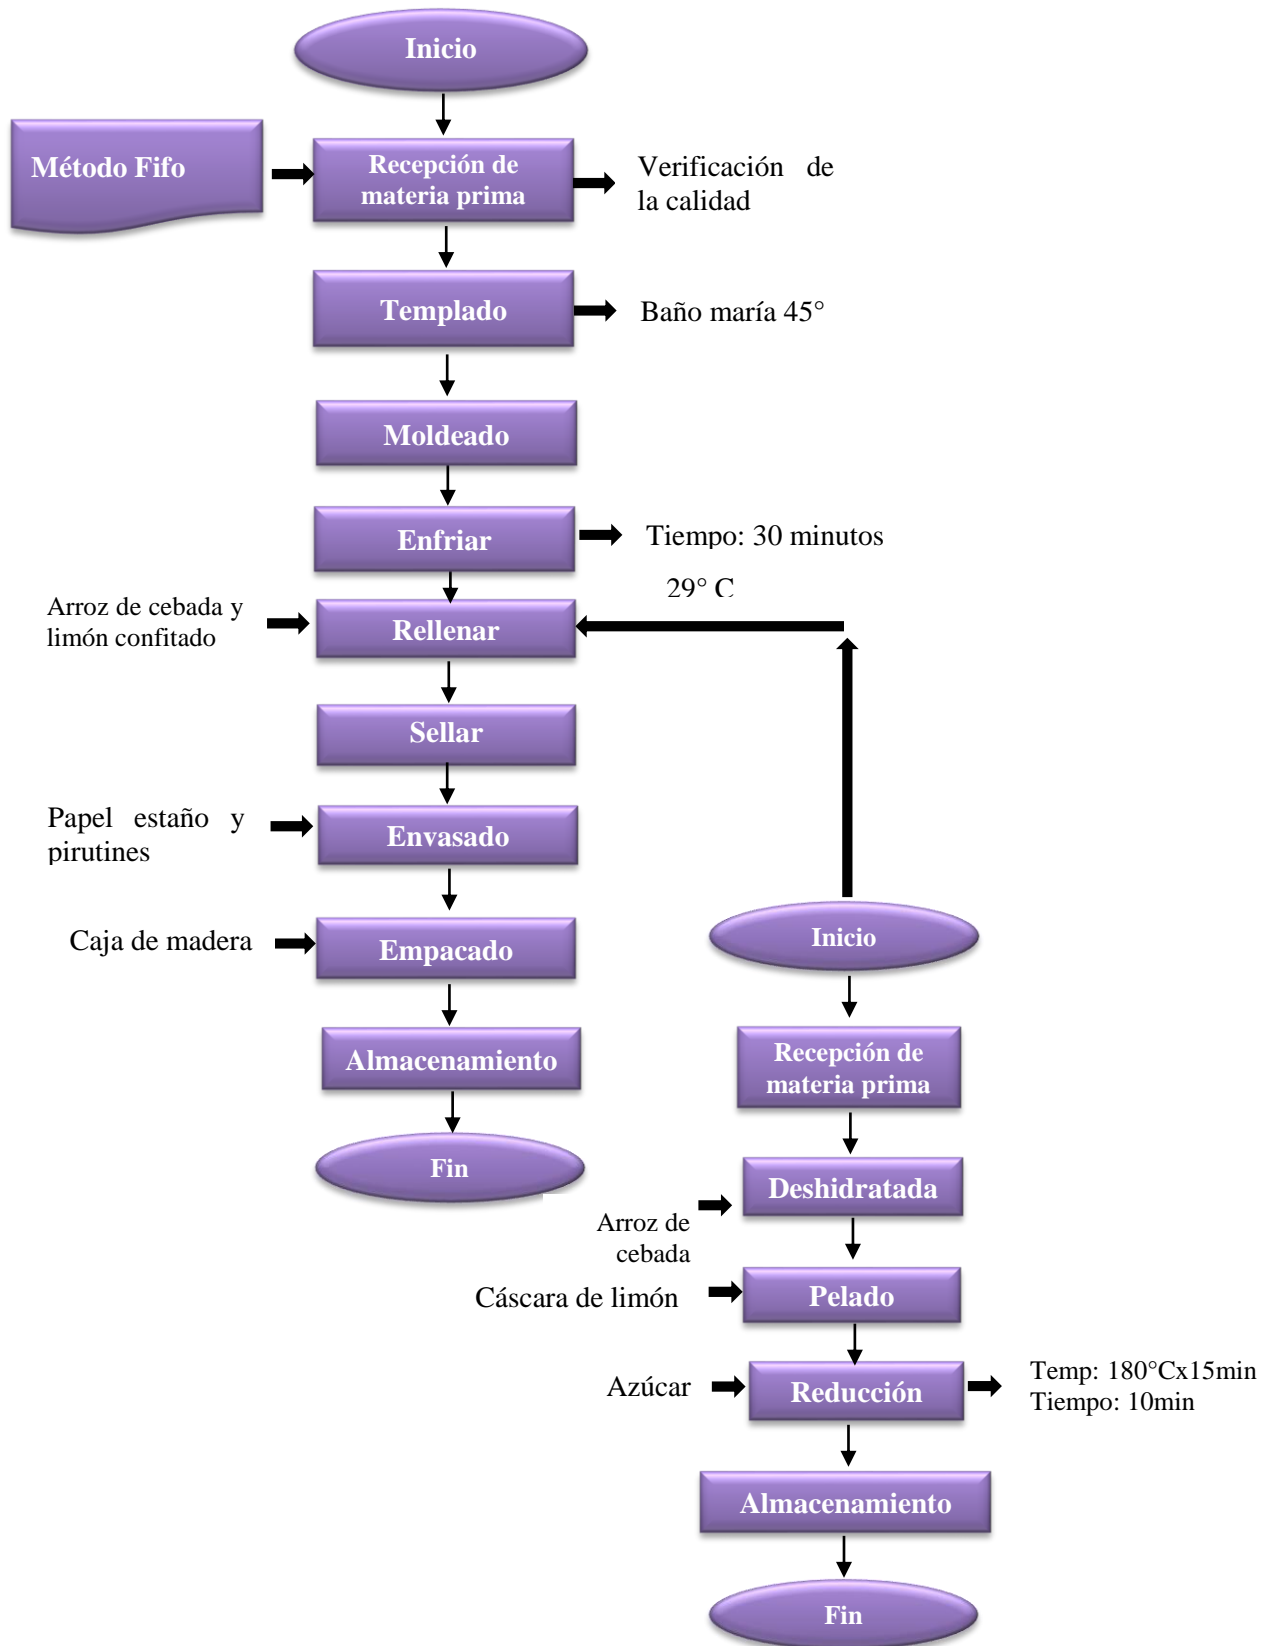 Inicio
Método Fifo
Recepción de
materia prima
Verificación de
la calidad
Templado
Baño maría 45°
Moldeado
Enfriar
Tiempo: 30 minutos
29° C
Arroz de cebada y
limón confitado
Rellenar
Sellar
Papel estaño y
pirutines
Envasado
Caja de madera
Empacado
Almacenamiento
Fin
Inicio
Recepción de
materia prima
Deshidratada
Arroz de
cebada
Cáscara de limón
Pelado
Azúcar
Reducción
Temp: 180°Cx15min
Tiempo: 10min
Almacenamiento
Fin